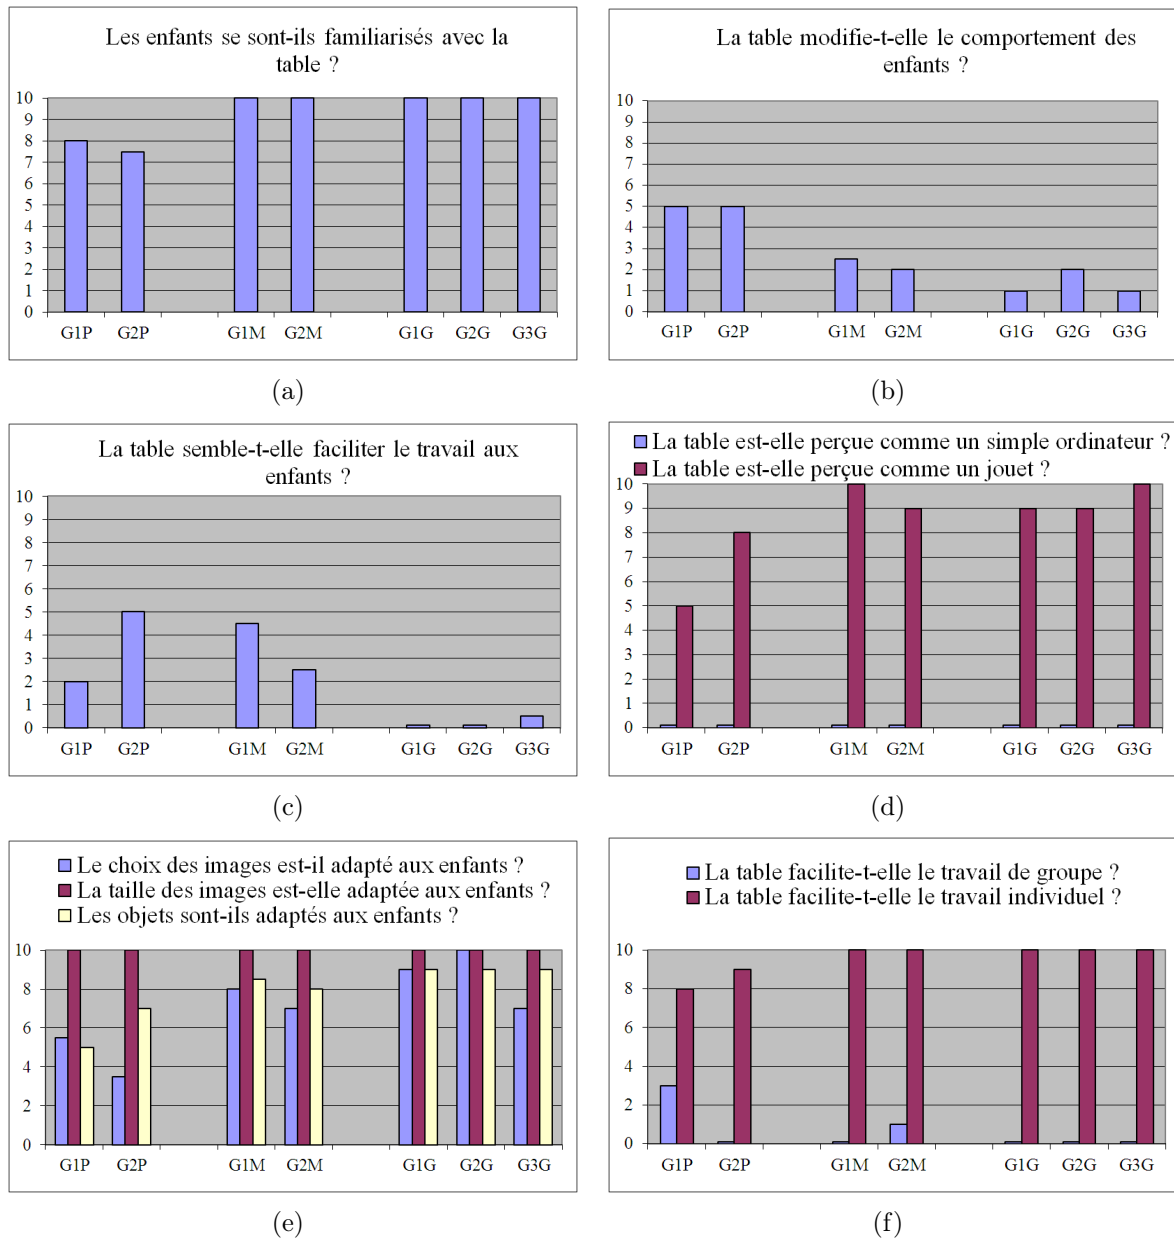 Les enfants se sont-ils familiarisés avec la
table ?
10
9
8
7
6
5
4
3
2
1
0
G1P G2P G1M G2M G1G G2G G3G
(a)
La table modifie-t-elle le comportement des
enfants ?
10
9
8
7
6
5
4
3
2
1
0
G1P G2P G1M G2M G1G G2G G3G
(b)
La table semble-t-elle faciliter le travail aux
enfants ?
10
9
8
7
6
5
4
3
2
1
0
G1P G2P G1M G2M G1G G2G G3G
(c)
La table est-elle perçue comme un simple ordinateur ?
La table est-elle perçue comme un jouet ?
10
9
8
7
6
5
4
3
2
1
0
G1P G2P G1M G2M G1G G2G G3G
(d)
Le choix des images est-il adapté aux enfants ?
La taille des images est-elle adaptée aux enfants ?
Les objets sont-ils adaptés aux enfants ?
10
8
6
4
2
0
G1P G2P G1M G2M G1G G2G G3G
(e)
La table facilite-t-elle le travail de groupe ?
La table facilite-t-elle le travail individuel ?
10
8
6
4
2
0
G1P G2P G1M G2M G1G G2G G3G
(f)